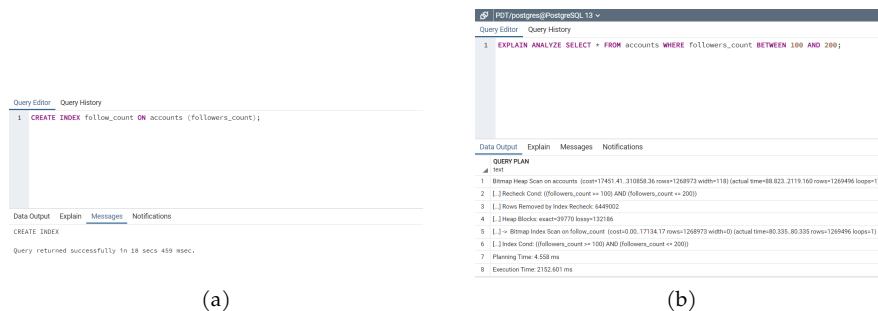 Query Editor Query History
1 CREATE INDEX follow_count ON accounts (followers_count);
Data Output Explain Messages Notifications
CREATE INDEX
Query returned successfully in 18 secs 459 msec.
(a)
PDT/postgres@PostgreSQL 13
Query Editor Query History
1 EXPLAIN ANALYZE SELECT * FROM accounts WHERE followers_count BETWEEN 100 AND 200;
Data Output Explain Messages Notifications
QUERY PLAN
text
1 Bitmap Heap Scan on accounts (cost=17451.41..310858.36 rows=1268973 width=118) (actual time=88.823..2119.160 rows=1269496 loops=1)
2 [...] Recheck Cond: ((followers_count >= 100) AND (followers_count <= 200))
3 [...] Rows Removed by Index Recheck: 6449002
4 [...] Heap Blocks: exact=39770 lossy=132186
5 [...] -> Bitmap Index Scan on follow_count (cost=0.00..17134.17 rows=1268973 width=0) (actual time=80.335..80.335 rows=1269496 loops=1)
6 [...] Index Cond: ((followers_count >= 100) AND (followers_count <= 200))
7 Planning Time: 4.558 ms
8 Execution Time: 2152.601 ms
(b)